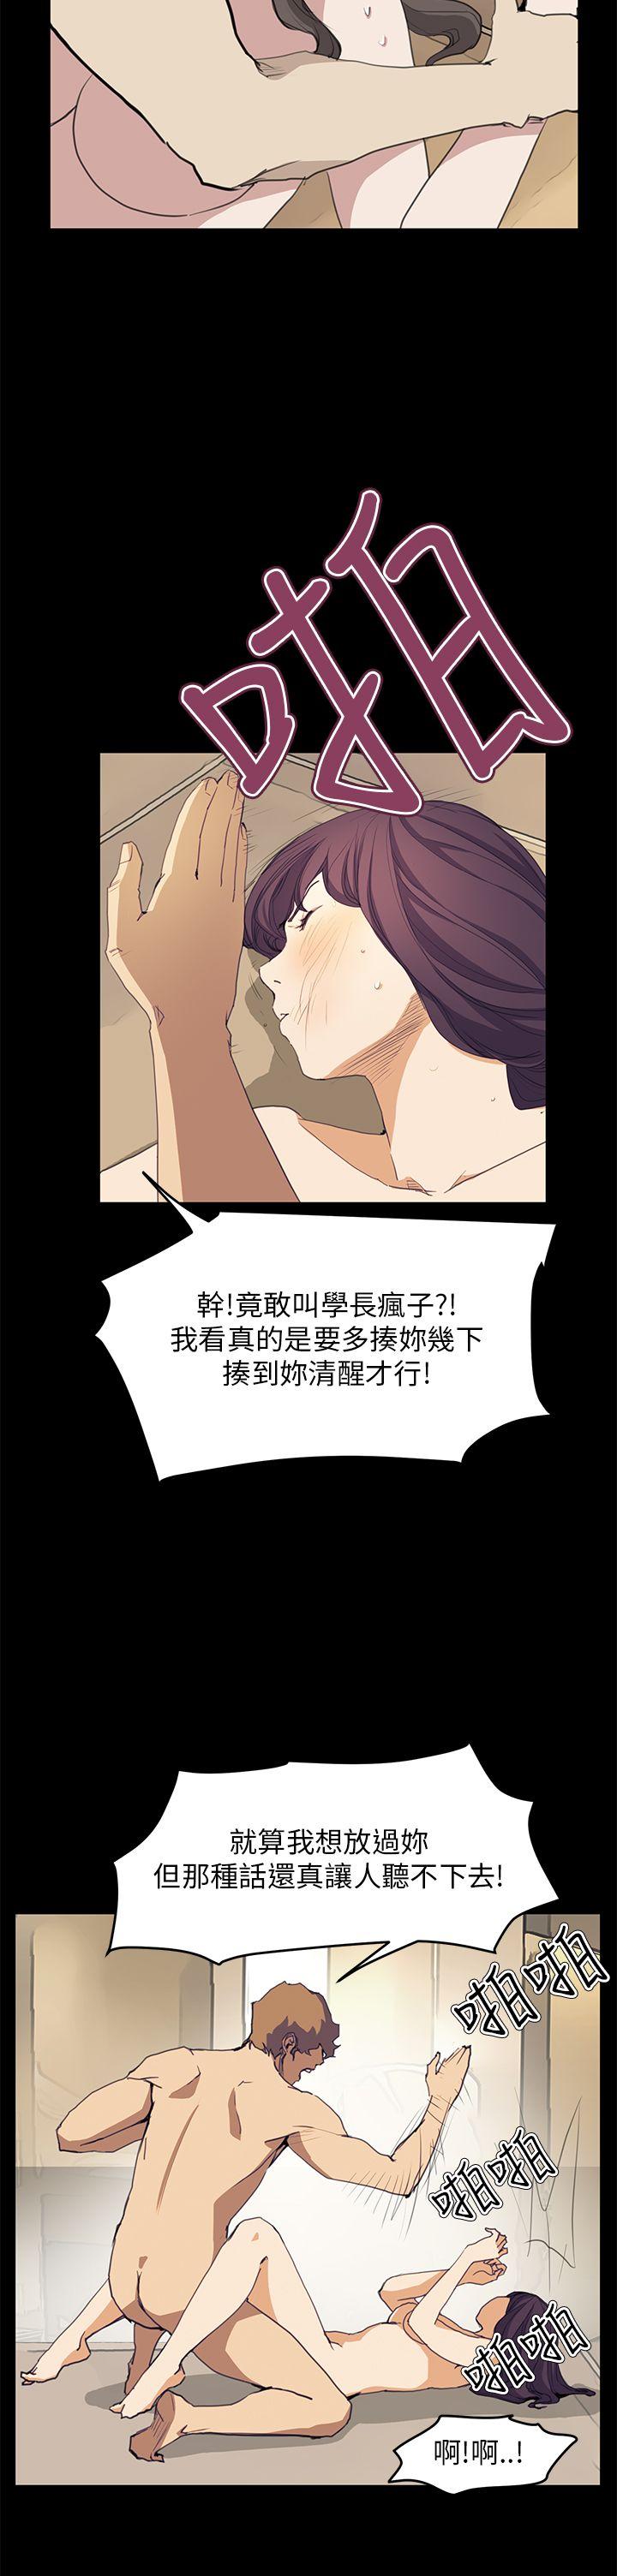 啪
幹!竟敢叫學長瘋子?!
我看真的是要多揍妳幾下
揍到妳清醒才行!
就算我想放過妳
但那種話還真讓人聽不下去!
啪啪
啪啪
啪啪
啊!啊..!